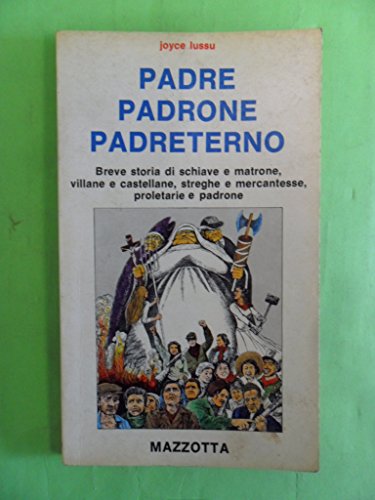 joyce lussu
PADRE
PADRONE
PADRETERNO
Breve storia di schiave e matrone,
villane e castellane, streghe e mercantesse,
proletarie e padrone
MAZZOTTA